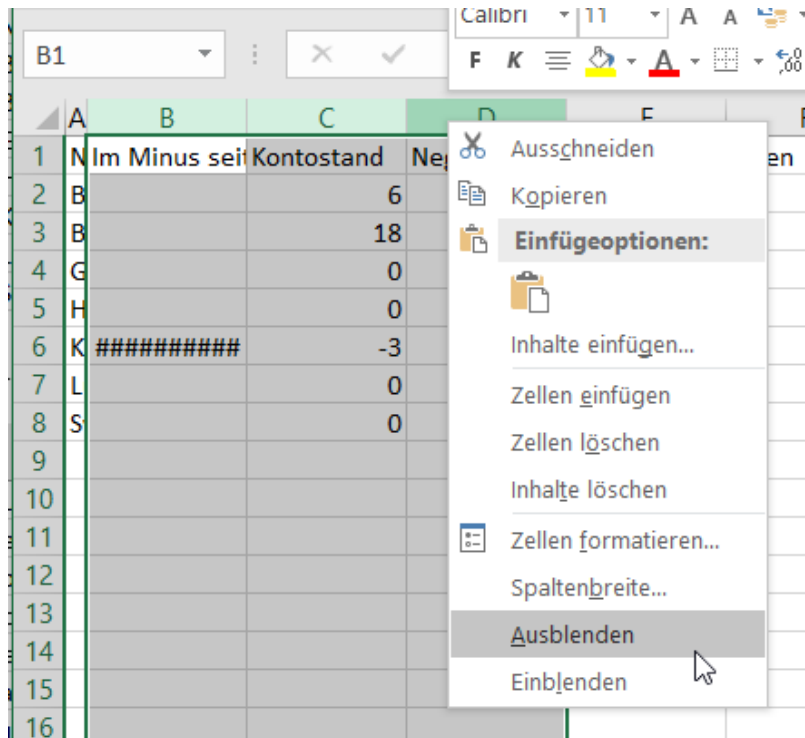 Calibri 11 A A
B1 F K A
A B C D
1 Im Minus seit Kontostand
2 B 6
3 B 18
4 G 0
5 H 0
6 K ########## -3
7 L 0
8 0
9
10
11
12
13
14
15
16
Ausschneiden
Kopieren
Einfügeoptionen:
Inhalte einfügen...
Zellen einfügen
Zellen löschen
Inhalte löschen
Zellen formatieren...
Spaltenbreite...
Ausblenden
Einblenden